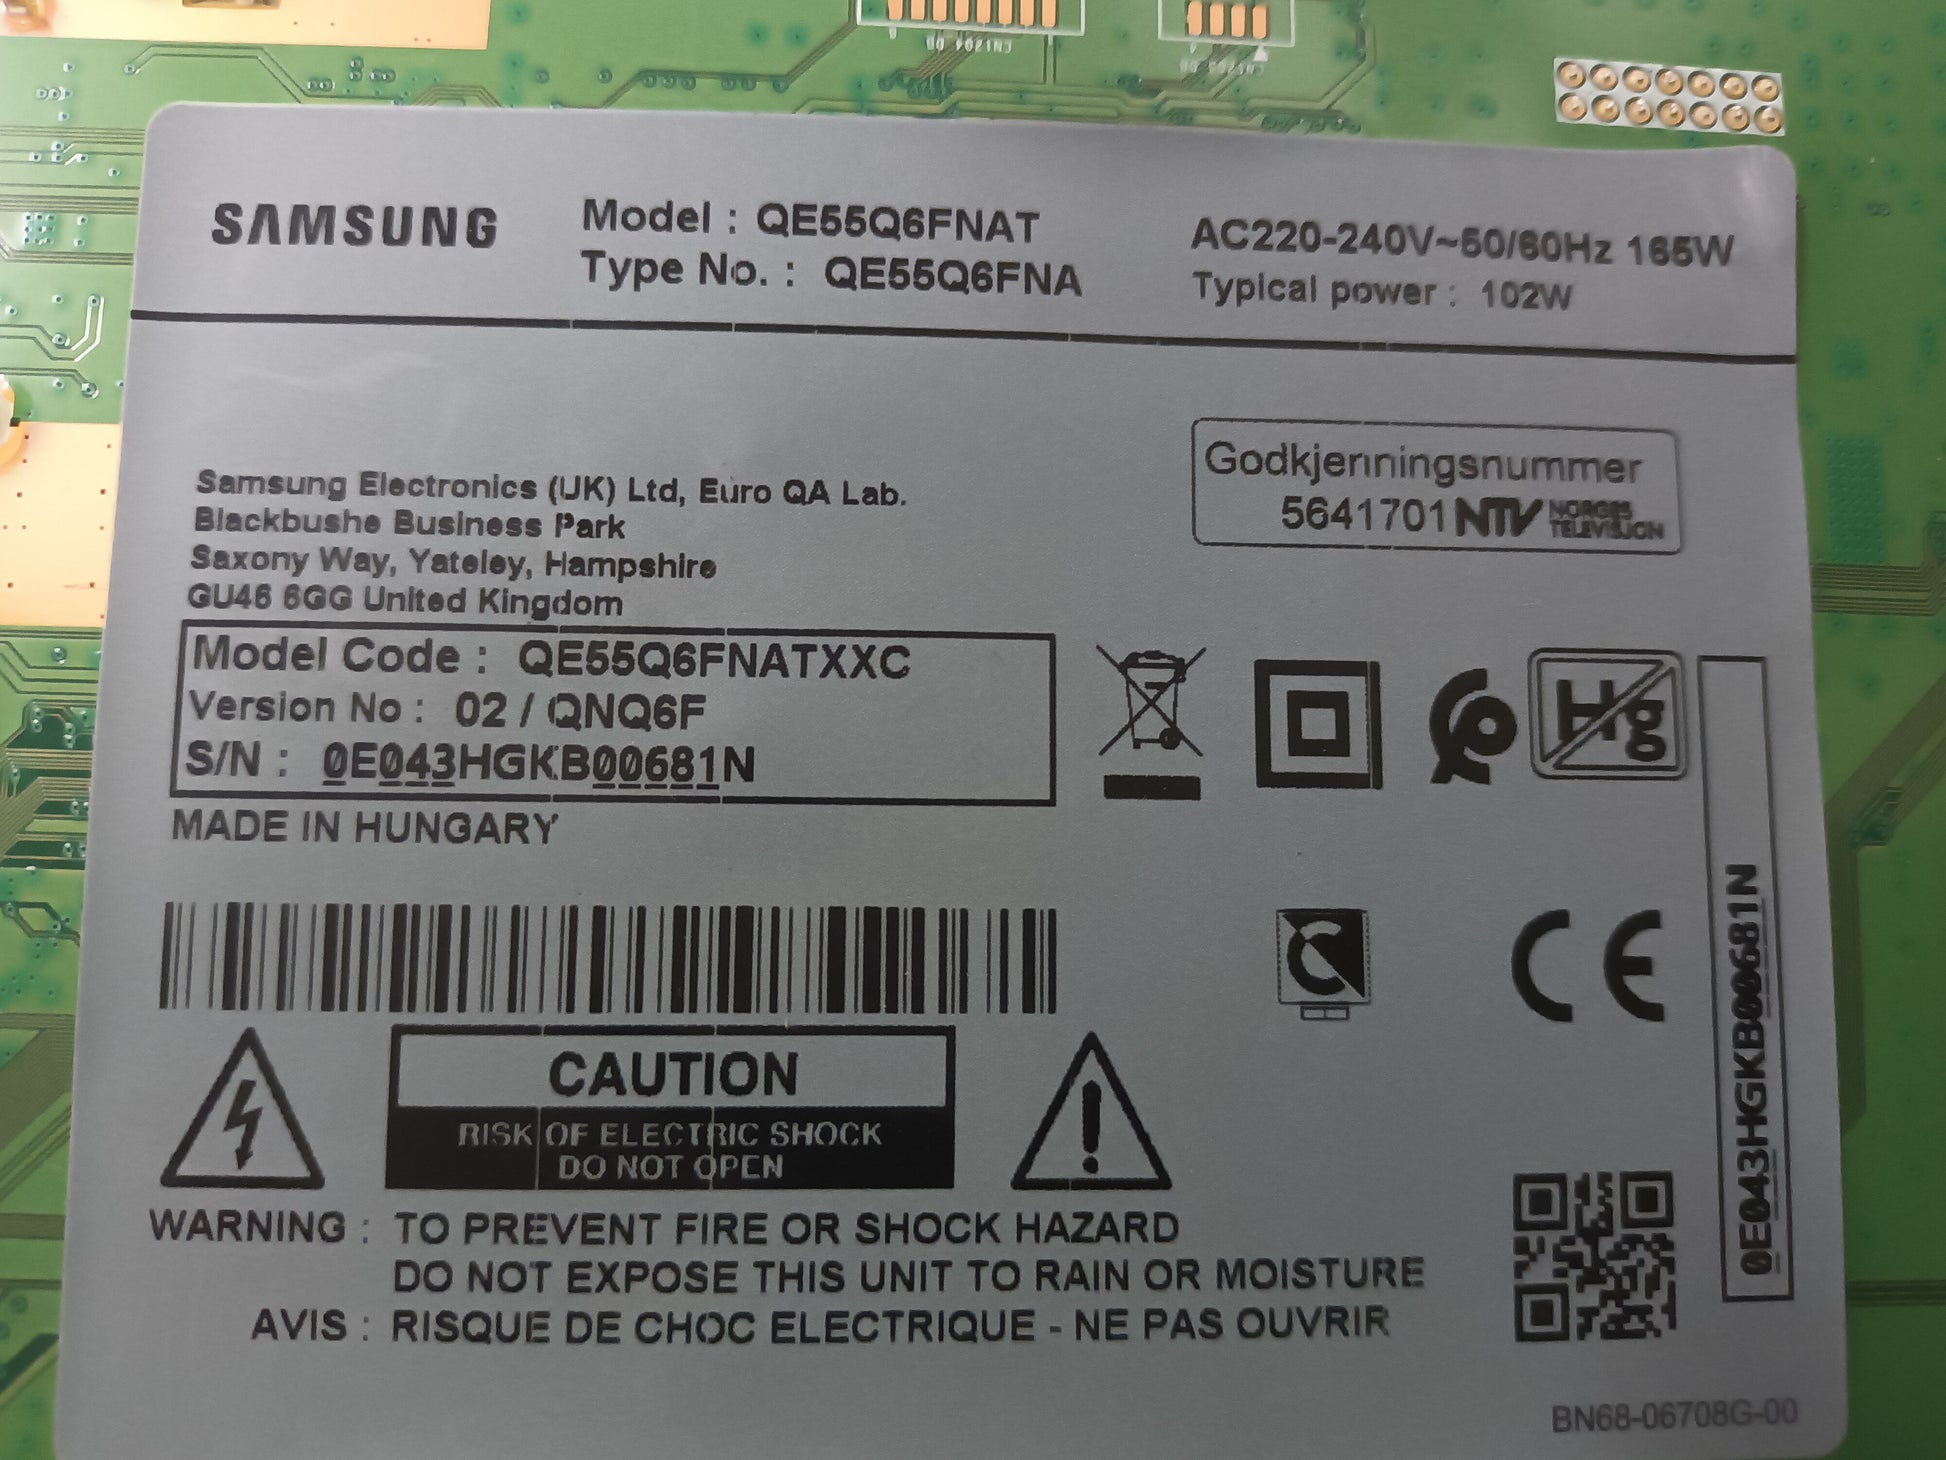 SAMSUNG
Model : QE55Q6FNAT
Type No. : QE55Q6FNA
AC220-240V~50/60Hz 165W
Typical power : 102W
Godkjenningsnummer
5641701 NTV NORGES TELEVISJON
Samsung Electronics (UK) Ltd, Euro QA Lab.
Blackbushe Business Park
Saxony Way, Yateley, Hampshire
GU46 6GG United Kingdom
Model Code : QE55Q6FNATXXC
Version No : 02 / QNQ6F
S/N : 0E043HGKB00681N
MADE IN HUNGARY
Hg
CE
0E043HGKB00681N
CAUTION
RISK OF ELECTRIC SHOCK
DO NOT OPEN
WARNING : TO PREVENT FIRE OR SHOCK HAZARD
DO NOT EXPOSE THIS UNIT TO RAIN OR MOISTURE
AVIS : RISQUE DE CHOC ELECTRIQUE - NE PAS OUVRIR
BN68-06708G-00